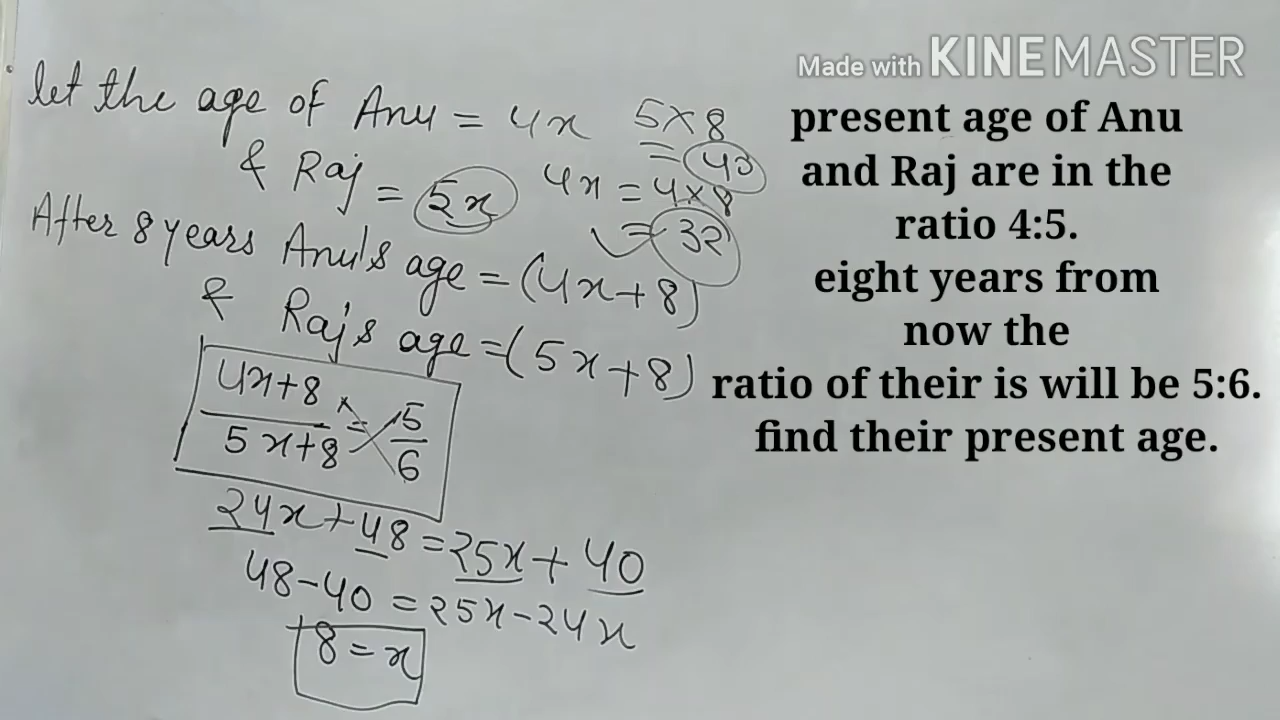 let the age of Anu = 4x
& Raj = 5x
5×8
= 40
4x = 4×8
= 32
After 8 years Anu's age = (4x+8)
& Raj's age = (5x+8)
4x+8
5x+8
=
5
6
24x+48 = 25x+40
48-40 = 25x-24x
8 = x
Made with KINEMASTER
present age of Anu
and Raj are in the
ratio 4:5.
eight years from
now the
ratio of their is will be 5:6.
find their present age.